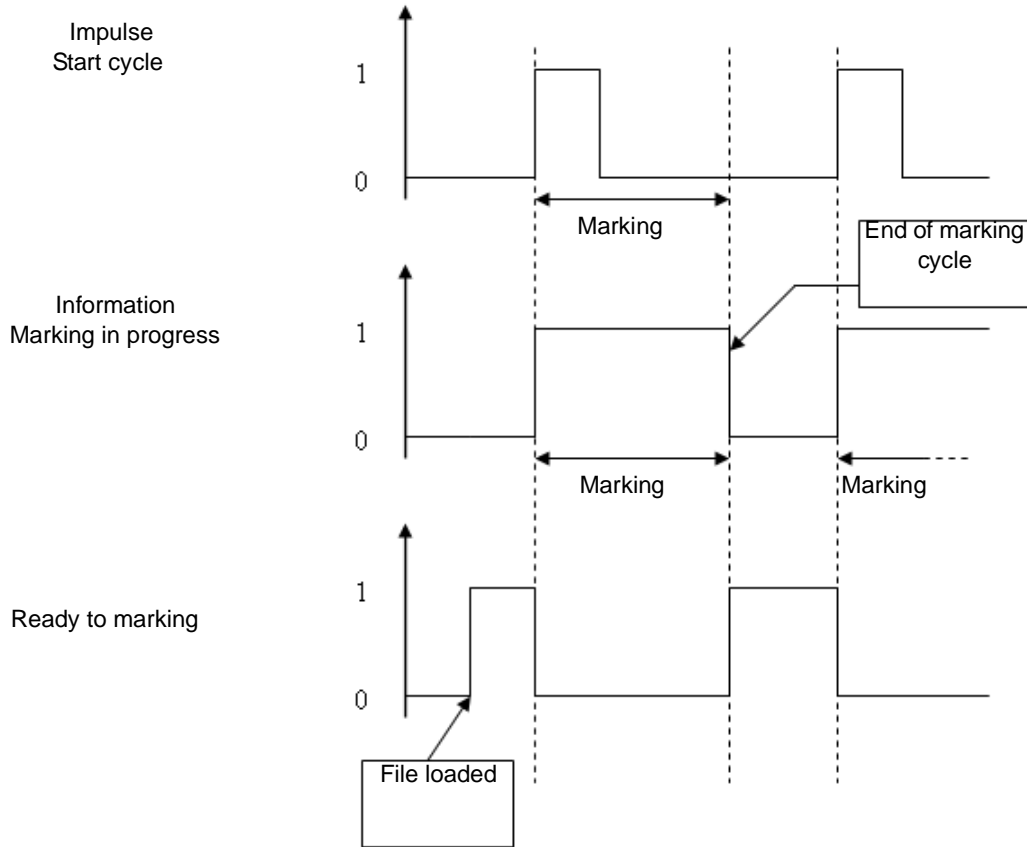 Impulse
Start cycle
1
0
Marking
End of marking
cycle
Information
Marking in progress
1
0
Marking
Marking
Ready to marking
1
0
File loaded